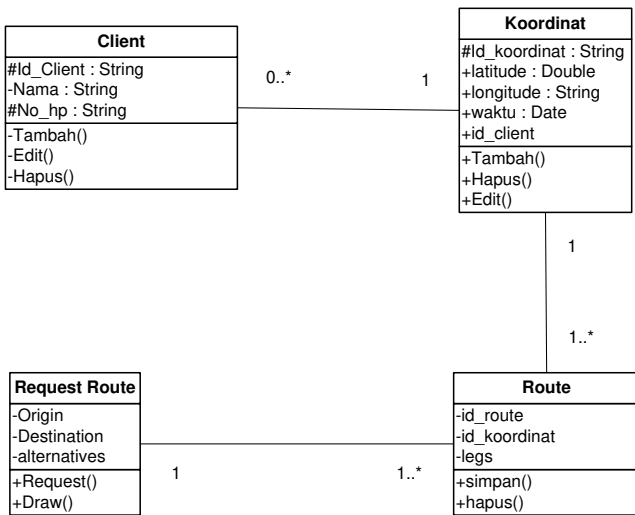 Client
#Id_Client : String
-Nama : String
#No_hp : String
-Tambah()
-Edit()
-Hapus()
0..*
1
Koordinat
#Id_koordinat : String
+latitude : Double
+longitude : String
+waktu : Date
+id_client
+Tambah()
+Hapus()
+Edit()
1
1..*
Request Route
-Origin
-Destination
-alternatives
+Request()
+Draw()
1
1..*
Route
-id_route
-id_koordinat
-legs
+simpan()
+hapus()